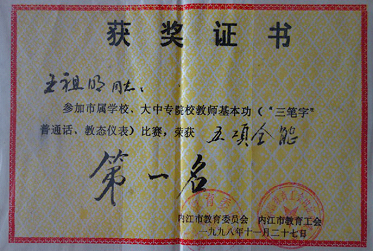 获奖证书
王祖明同志：
参加市属学校、大中专院校教师基本功（“三笔字”
普通话、教态仪表）比赛，荣获 五项全能
第一名
内江市教育委员会 内江市教育工会
一九九八年十一月二十七日